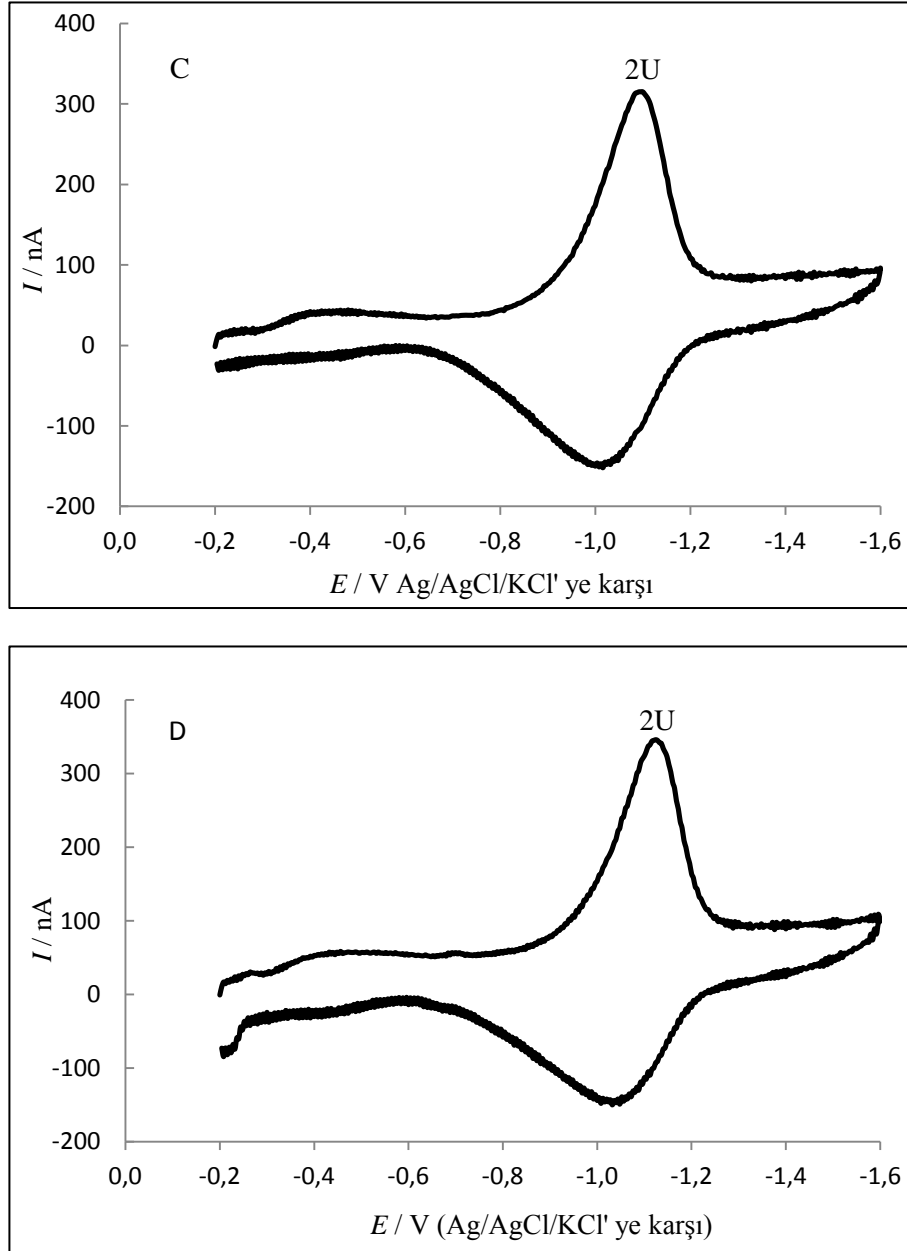 400
C
2U
300
200
I / nA
100
0
-100
-200
0,0 -0,2 -0,4 -0,6 -0,8 -1,0 -1,2 -1,4 -1,6
E / V Ag/AgCl/KCl' ye karşı
400
D
2U
300
200
I / nA
100
0
-100
-200
0,0 -0,2 -0,4 -0,6 -0,8 -1,0 -1,2 -1,4 -1,6
E / V (Ag/AgCl/KCl' ye karşı)